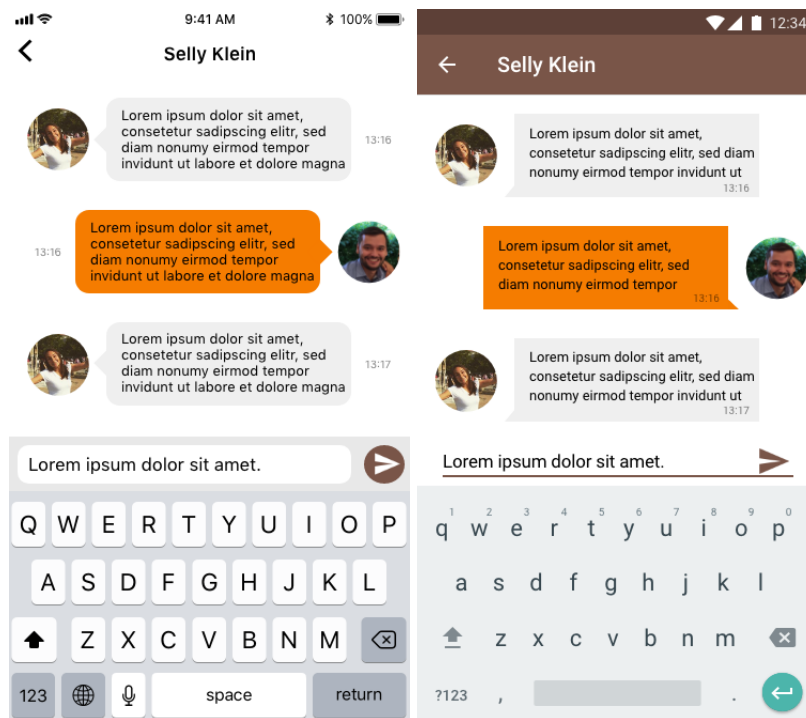 9:41 AM
100%
Selly Klein
Lorem ipsum dolor sit amet,
consetetur sadipscing elitr, sed
diam nonumy eirmod tempor
invidunt ut labore et dolore magna
13:16
Lorem ipsum dolor sit amet,
consetetur sadipscing elitr, sed
diam nonumy eirmod tempor
invidunt ut labore et dolore magna
13:16
Lorem ipsum dolor sit amet,
consetetur sadipscing elitr, sed
diam nonumy eirmod tempor
invidunt ut labore et dolore magna
13:17
Lorem ipsum dolor sit amet.
Q W E R T Y U I O P
A S D F G H J K L
Z X C V B N M
123 space return
12:34
Selly Klein
Lorem ipsum dolor sit amet,
consetetur sadipscing elitr, sed diam
nonumy eirmod tempor invidunt ut
13:16
Lorem ipsum dolor sit amet,
consetetur sadipscing elitr, sed
diam nonumy eirmod tempor
13:16
Lorem ipsum dolor sit amet,
consetetur sadipscing elitr, sed diam
nonumy eirmod tempor invidunt ut
13:17
Lorem ipsum dolor sit amet.
1 2 3 4 5 6 7 8 9 0
q w e r t y u i o p
a s d f g h j k l
z x c v b n m
?123 , .